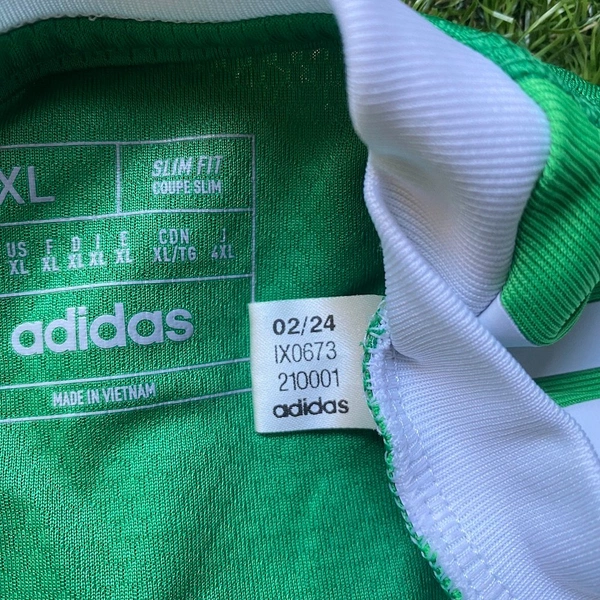 XL
SLIM FIT
COUPE SLIM
US F D I E CDN J
XL XL XL XL XL XL/TG 4XL
adidas
MADE IN VIETNAM
02/24
IX0673
210001
adidas